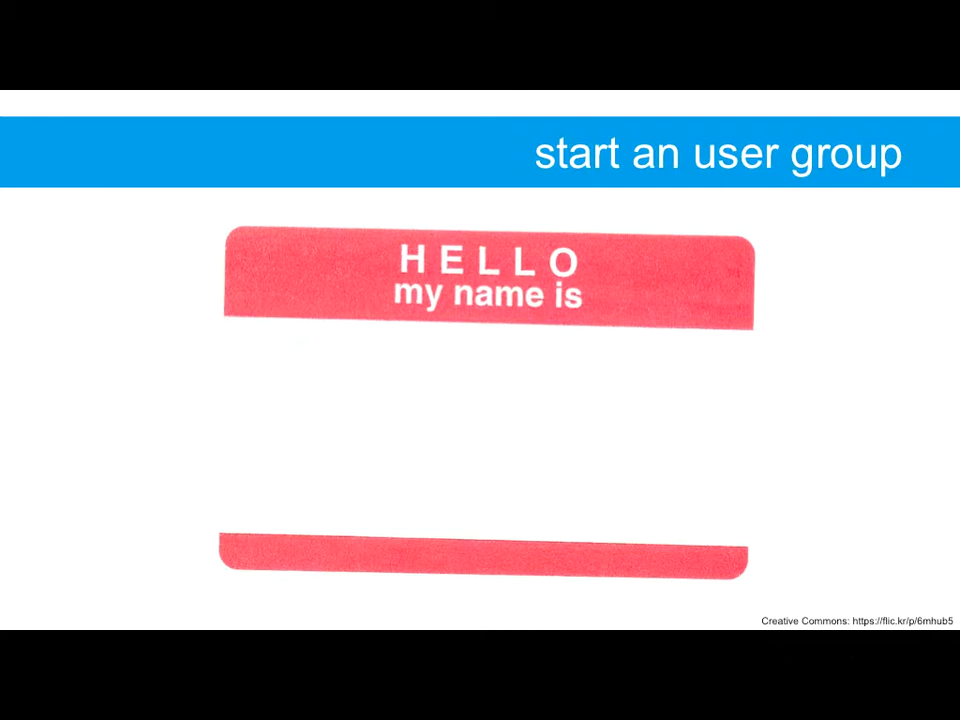 start an user group
HELLO
my name is
Creative Commons: https://flic.kr/p/6mhub5